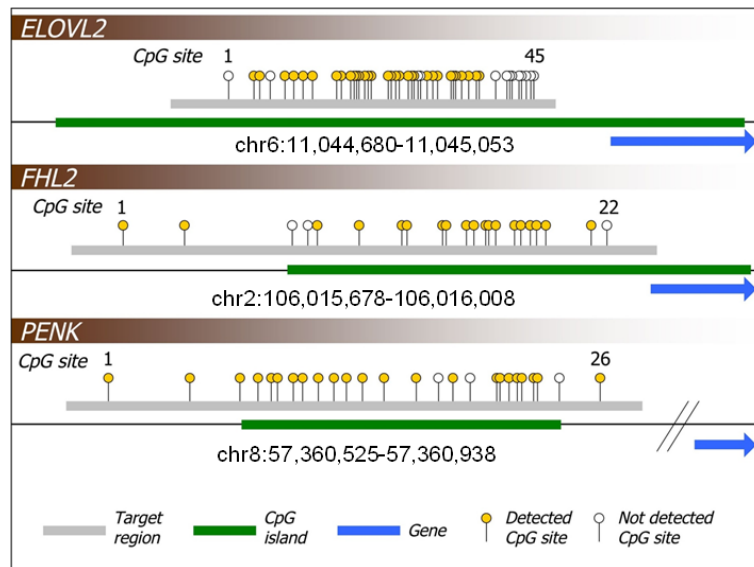 ELOVL2
CpG site 1 45
chr6:11,044,680-11,045,053
FHL2
CpG site 1 22
chr2:106,015,678-106,016,008
PENK
CpG site 1 26
chr8:57,360,525-57,360,938
Target region
CpG island
Gene
Detected CpG site
Not detected CpG site